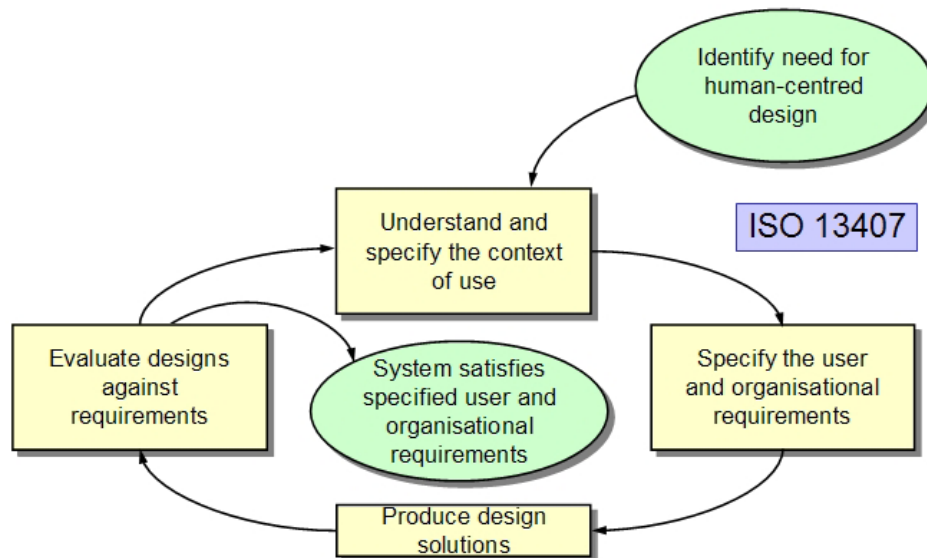 Identify need for
human-centred
design
ISO 13407
Understand and
specify the context
of use
Specify the user
and organisational
requirements
Produce design
solutions
Evaluate designs
against
requirements
System satisfies
specified user and
organisational
requirements